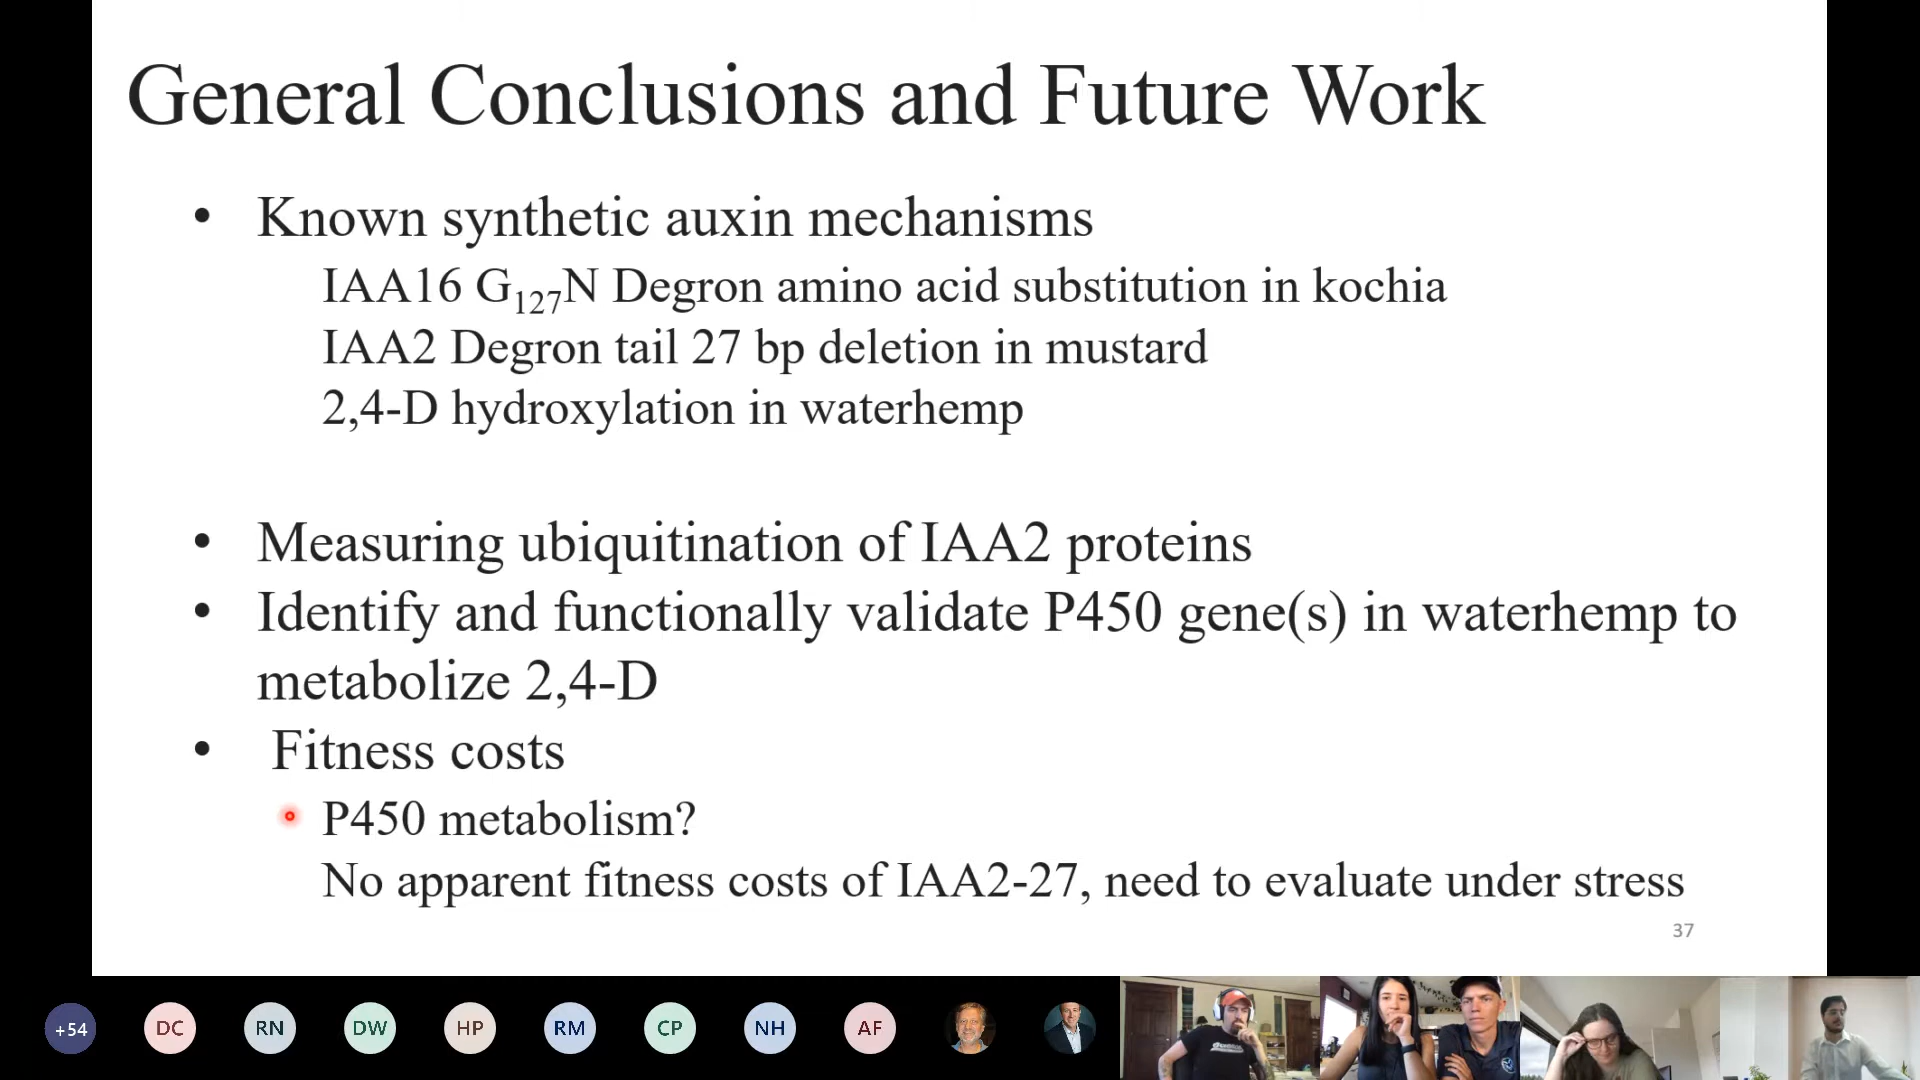 General Conclusions and Future Work
• Known synthetic auxin mechanisms
IAA16 G₁₂₇N Degron amino acid substitution in kochia
IAA2 Degron tail 27 bp deletion in mustard
2,4-D hydroxylation in waterhemp
• Measuring ubiquitination of IAA2 proteins
• Identify and functionally validate P450 gene(s) in waterhemp to
metabolize 2,4-D
• Fitness costs
P450 metabolism?
No apparent fitness costs of IAA2-27, need to evaluate under stress
37
+54 DC RN DW HP RM CP NH AF